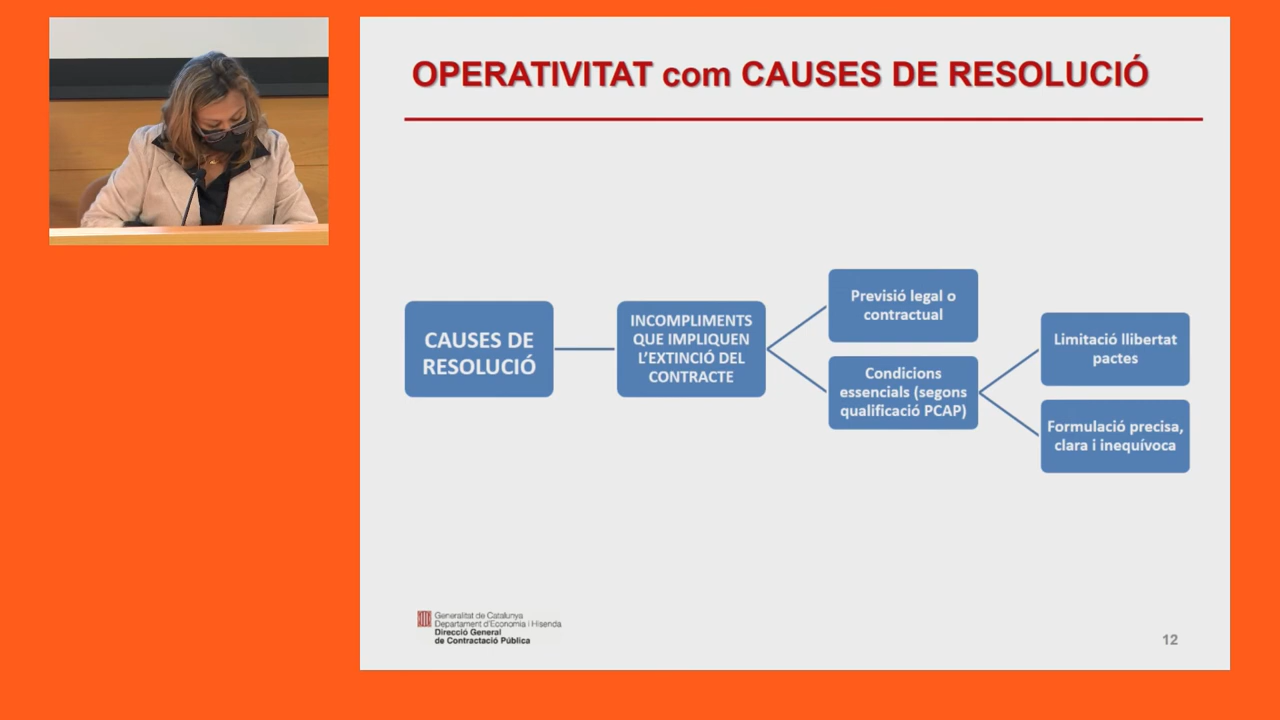 OPERATIVITAT com CAUSES DE RESOLUCIÓ
CAUSES DE
RESOLUCIÓ
INCOMPLIMENTS
QUE IMPLIQUEN
L'EXTINCIÓ DEL
CONTRACTE
Previsió legal o
contractual
Condicions
essencials (segons
qualificació PCAP)
Limitació llibertat
pactes
Formulació precisa,
clara i inequívoca
Generalitat de Catalunya
Departament d'Economia i Hisenda
Direcció General
de Contractació Pública
12